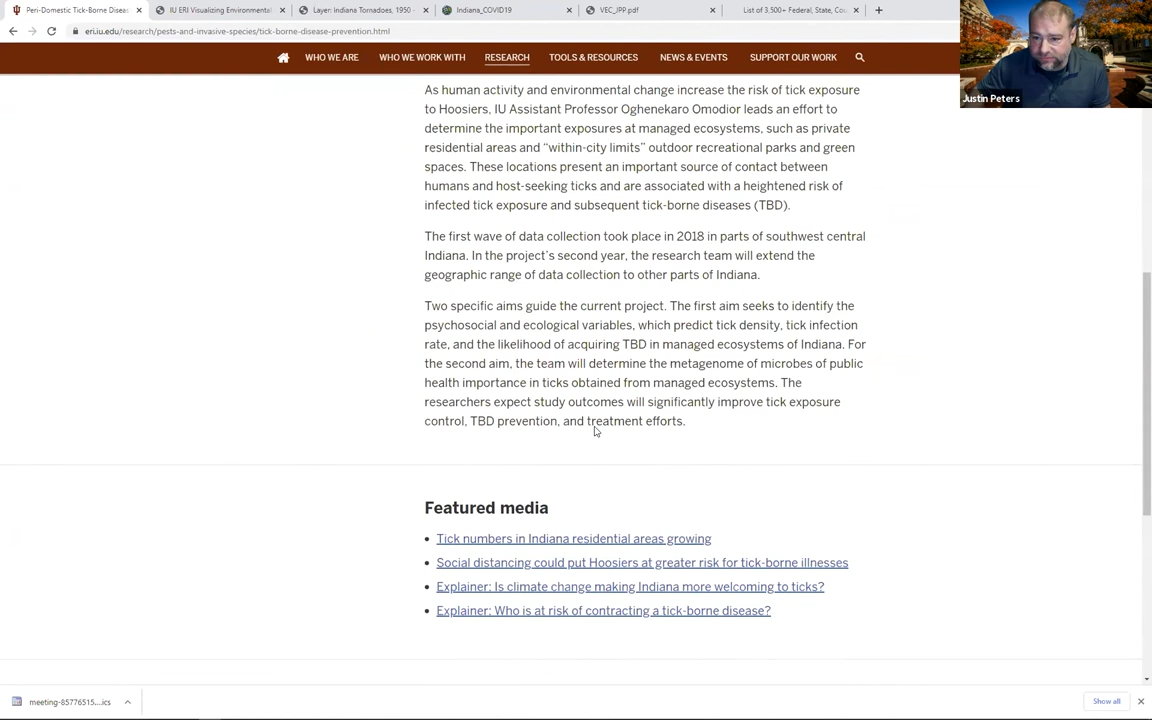 Peri-Domestic Tick-Borne Diseas
IU ERI Visualizing Environmental
Layer: Indiana Tornadoes, 1950 -
Indiana_COVID19
VEC_JPP.pdf
List of 3,500+ Federal, State, Cou
eri.iu.edu/research/pests-and-invasive-species/tick-borne-disease-prevention.html
WHO WE ARE
WHO WE WORK WITH
RESEARCH
TOOLS & RESOURCES
NEWS & EVENTS
SUPPORT OUR WORK
Justin Peters
As human activity and environmental change increase the risk of tick exposure
to Hoosiers, IU Assistant Professor Oghenekaro Omodior leads an effort to
determine the important exposures at managed ecosystems, such as private
residential areas and “within-city limits” outdoor recreational parks and green
spaces. These locations present an important source of contact between
humans and host-seeking ticks and are associated with a heightened risk of
infected tick exposure and subsequent tick-borne diseases (TBD).
The first wave of data collection took place in 2018 in parts of southwest central
Indiana. In the project’s second year, the research team will extend the
geographic range of data collection to other parts of Indiana.
Two specific aims guide the current project. The first aim seeks to identify the
psychosocial and ecological variables, which predict tick density, tick infection
rate, and the likelihood of acquiring TBD in managed ecosystems of Indiana. For
the second aim, the team will determine the metagenome of microbes of public
health importance in ticks obtained from managed ecosystems. The
researchers expect study outcomes will significantly improve tick exposure
control, TBD prevention, and treatment efforts.
Featured media
Tick numbers in Indiana residential areas growing
Social distancing could put Hoosiers at greater risk for tick-borne illnesses
Explainer: Is climate change making Indiana more welcoming to ticks?
Explainer: Who is at risk of contracting a tick-borne disease?
meeting-85776515....ics
Show all